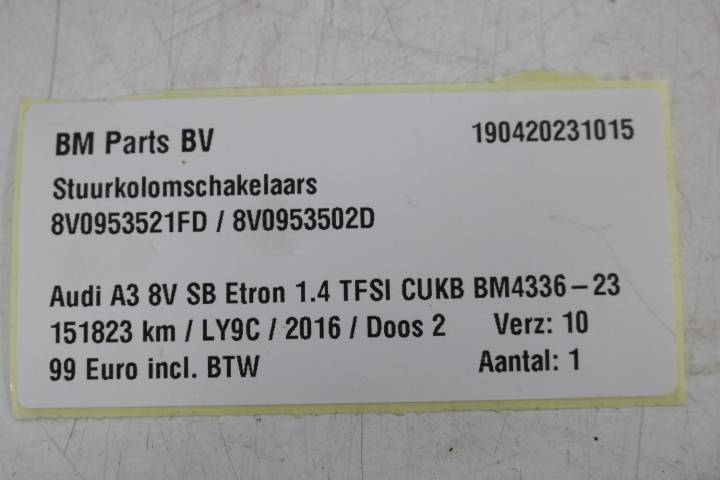 BM Parts BV 190420231015
Stuurkolomschakelaars
8V0953521FD / 8V0953502D
Audi A3 8V SB Etron 1.4 TFSI CUKB BM4336-23
151823 km / LY9C / 2016 / Doos 2 Verz: 10
99 Euro incl. BTW Aantal: 1